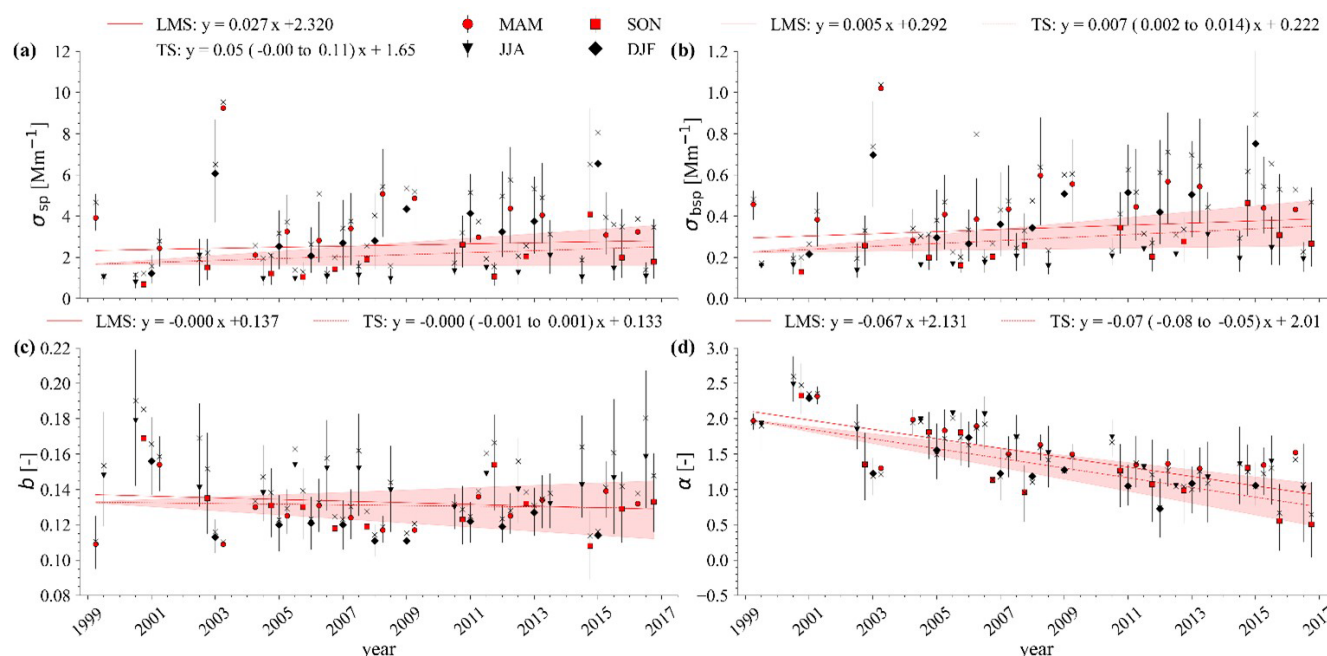 LMS: y = 0.027 x +2.320
MAM
SON
LMS: y = 0.005 x +0.292
TS: y = 0.007 ( 0.002 to 0.014) x + 0.222
(a)
TS: y = 0.05 ( -0.00 to 0.11) x + 1.65
JJA
DJF
(b)
12
10
8
6
4
2
0
σsp [Mm⁻¹]
1.2
1.0
0.8
0.6
0.4
0.2
0.0
σbsp [Mm⁻¹]
LMS: y = -0.000 x +0.137
TS: y = -0.000 (-0.001 to 0.001) x + 0.133
LMS: y = -0.067 x +2.131
TS: y = -0.07 ( -0.08 to -0.05) x + 2.01
(c)
(d)
0.22
0.20
0.18
0.16
0.14
0.12
0.10
0.08
b [-]
3.0
2.5
2.0
1.5
1.0
0.5
0.0
−0.5
α [-]
1999 2001 2003 2005 2007 2009 2011 2013 2015 2017
1999 2001 2003 2005 2007 2009 2011 2013 2015 2017
year
year